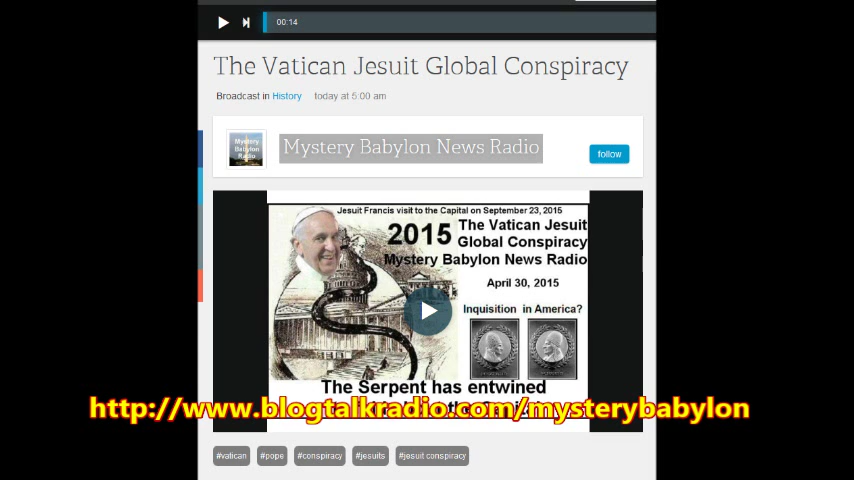 00:14
The Vatican Jesuit Global Conspiracy
Broadcast in History today at 5:00 am
Mystery
Babylon
Radio
Mystery Babylon News Radio
follow
Jesuit Francis visit to the Capital on September 23, 2015
2015
The Vatican Jesuit
Global Conspiracy
Mystery Babylon News Radio
April 30, 2015
Inquisition in America?
The Serpent has entwined
http://www.blogtalkradio.com/mysterybabylon
#vatican #pope #conspiracy #jesuits #jesuit conspiracy